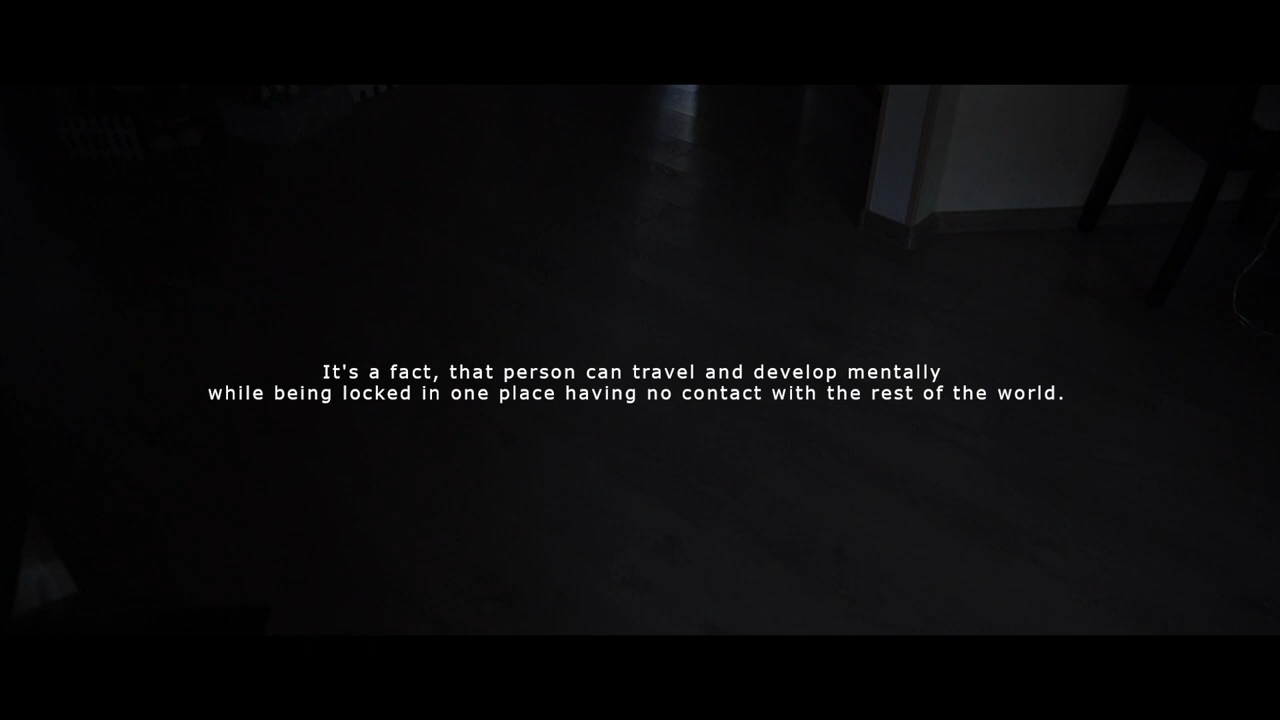 It's a fact, that person can travel and develop mentally
while being locked in one place having no contact with the rest of the world.